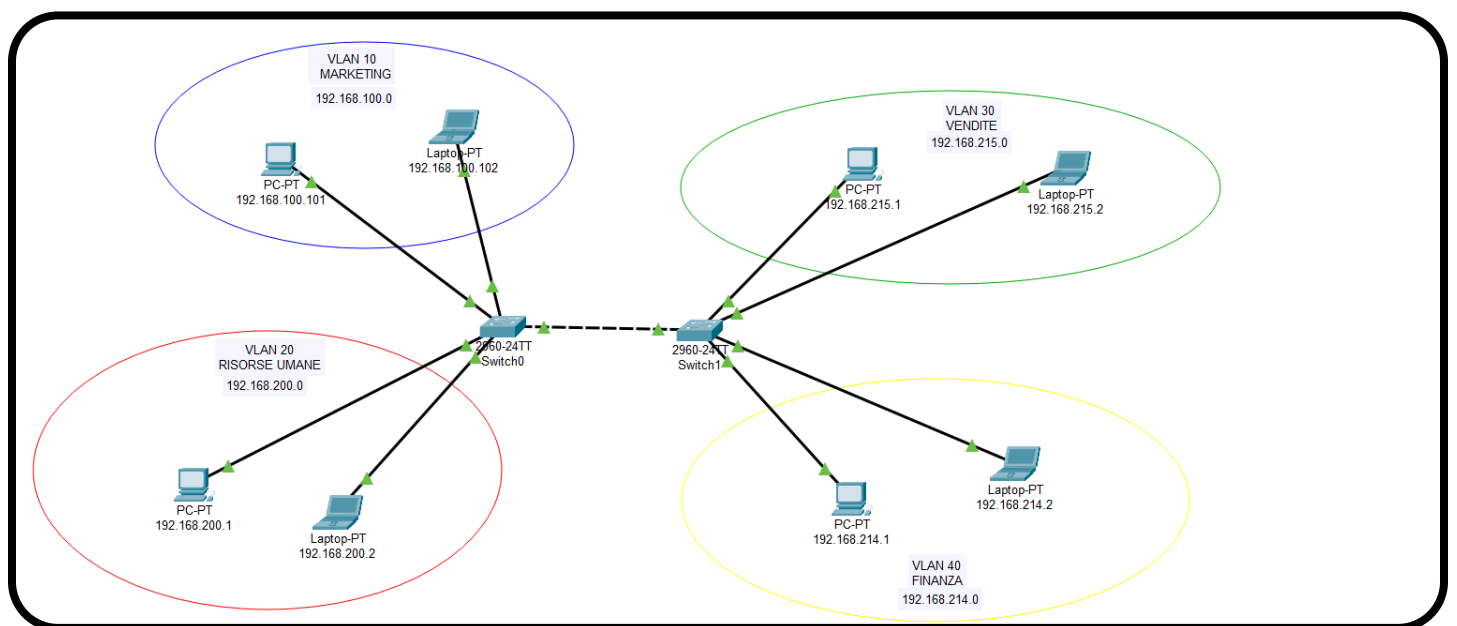 VLAN 10
MARKETING
192.168.100.0
Laptop-PT
192.168.100.102
PC-PT
192.168.100.101
VLAN 30
VENDITE
192.168.215.0
PC-PT
192.168.215.1
Laptop-PT
192.168.215.2
2960-24TT
Switch0
2960-24TT
Switch1
VLAN 20
RISORSE UMANE
192.168.200.0
PC-PT
192.168.200.1
Laptop-PT
192.168.200.2
Laptop-PT
192.168.214.2
PC-PT
192.168.214.1
VLAN 40
FINANZA
192.168.214.0